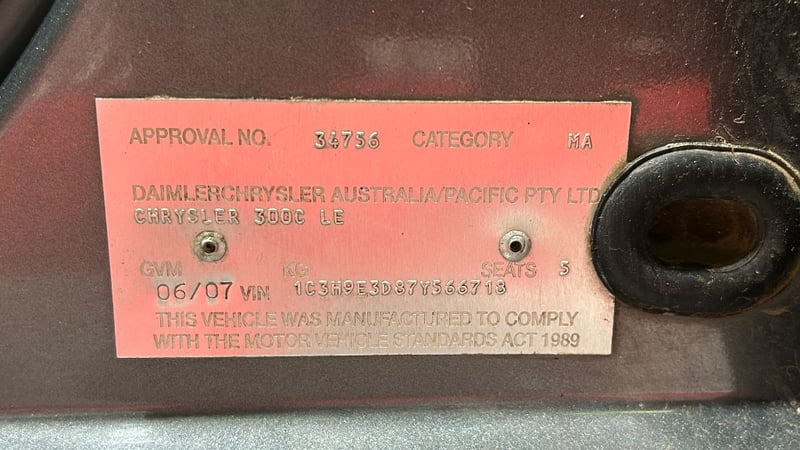 APPROVAL NO. 34756 CATEGORY MA
DAIMLERCHRYSLER AUSTRALIA/PACIFIC PTY LTD
CHRYSLER 300C LE
GVM KG SEATS 5
06/07 VIN 1C3H9E3D87Y566718
THIS VEHICLE WAS MANUFACTURED TO COMPLY
WITH THE MOTOR VEHICLE STANDARDS ACT 1989